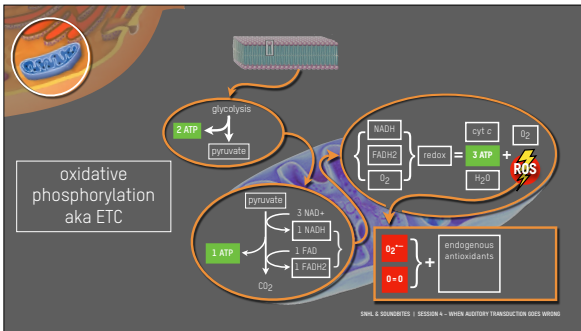 glycolysis
2 ATP
pyruvate
NADH
FADH2
O2
redox
=
cyt c
3 ATP
H2O
+
O2
ROS
oxidative
phosphorylation
aka ETC
pyruvate
3 NAD+
1 NADH
1 ATP
1 FAD
1 FADH2
CO2
O2•—
O=O
+
endogenous
antioxidants
SNHL & SOUNDBITES | SESSION 4 – WHEN AUDITORY TRANSDUCTION GOES WRONG